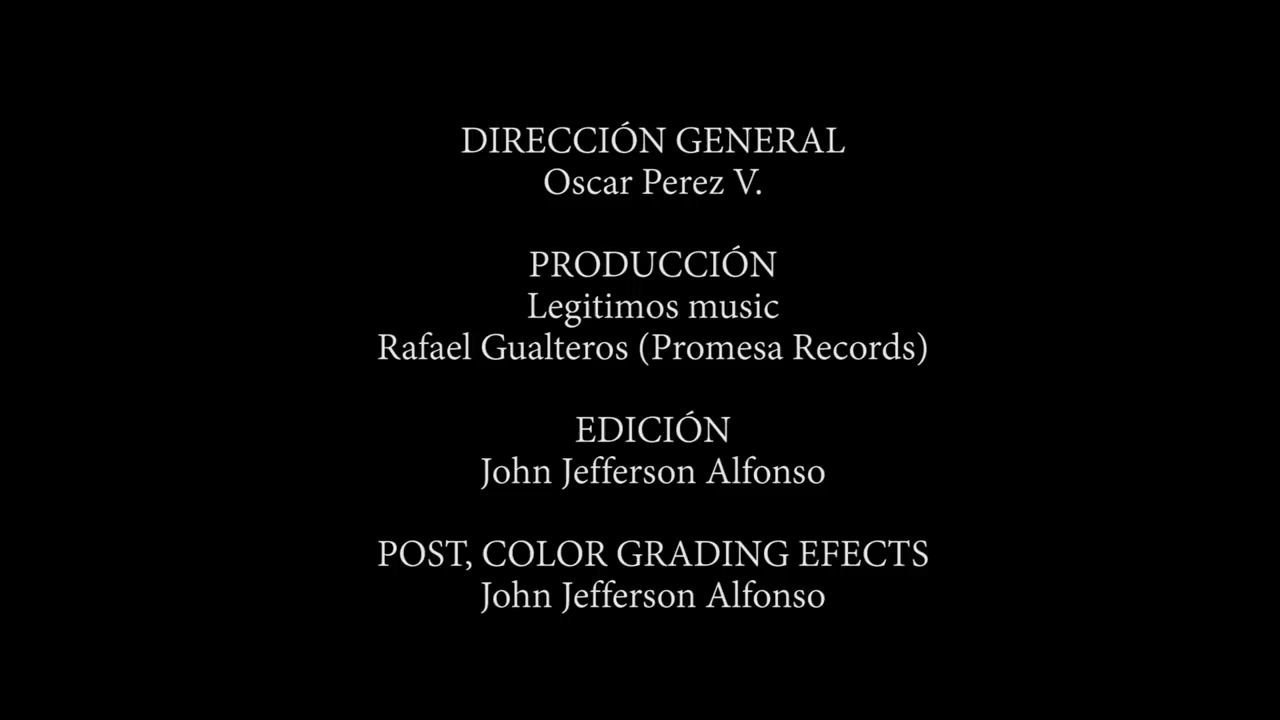 DIRECCIÓN GENERAL
Oscar Perez V.
PRODUCCIÓN
Legitimos music
Rafael Gualteros (Promesa Records)
EDICIÓN
John Jefferson Alfonso
POST, COLOR GRADING EFECTS
John Jefferson Alfonso